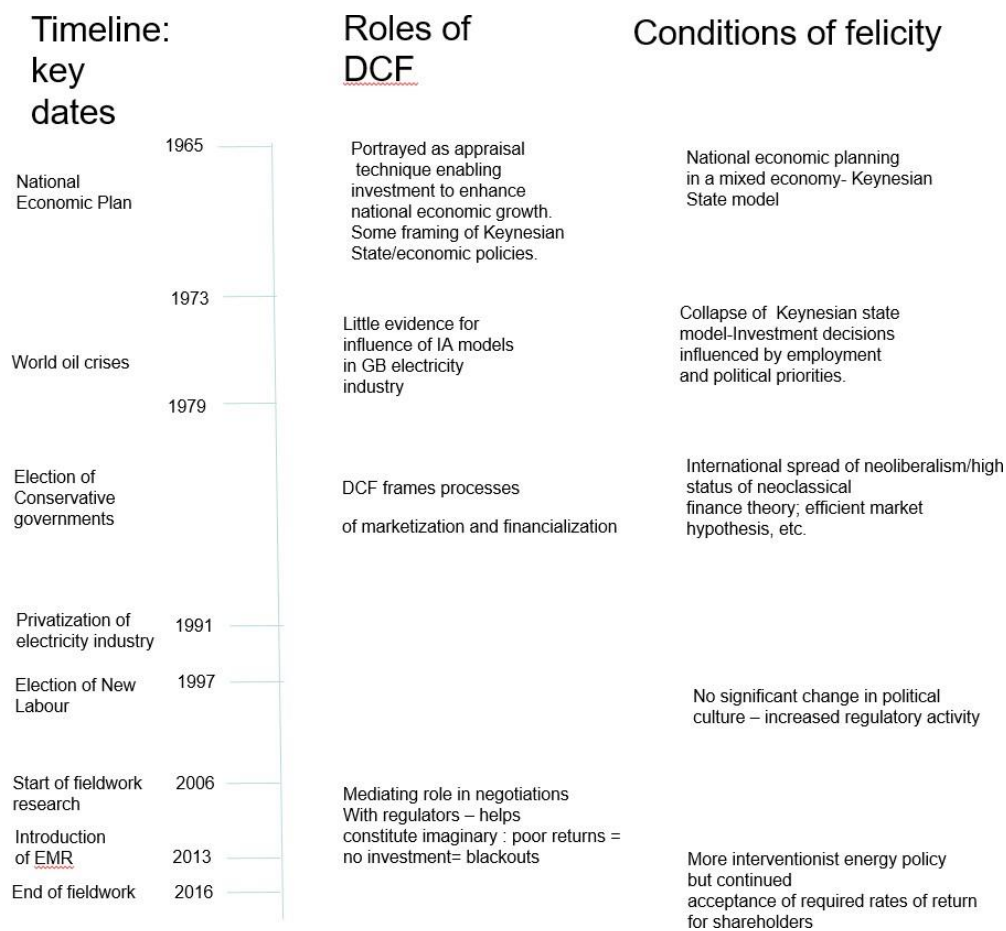 Timeline:
key
dates
Roles of
DCF
Conditions of felicity
1965
National
Economic Plan
Portrayed as appraisal
technique enabling
investment to enhance
national economic growth.
Some framing of Keynesian
State/economic policies.
National economic planning
in a mixed economy- Keynesian
State model
1973
World oil crises
Little evidence for
influence of IA models
in GB electricity
industry
Collapse of Keynesian state
model-Investment decisions
influenced by employment
and political priorities.
1979
Election of
Conservative
governments
DCF frames processes
of marketization and financialization
International spread of neoliberalism/high
status of neoclassical
finance theory; efficient market
hypothesis, etc.
Privatization of
electricity industry
1991
Election of New
Labour
1997
No significant change in political
culture – increased regulatory activity
Start of fieldwork
research
2006
Mediating role in negotiations
With regulators – helps
constitute imaginary : poor returns =
no investment= blackouts
Introduction
of EMR
2013
More interventionist energy policy
but continued
acceptance of required rates of return
for shareholders
End of fieldwork
2016